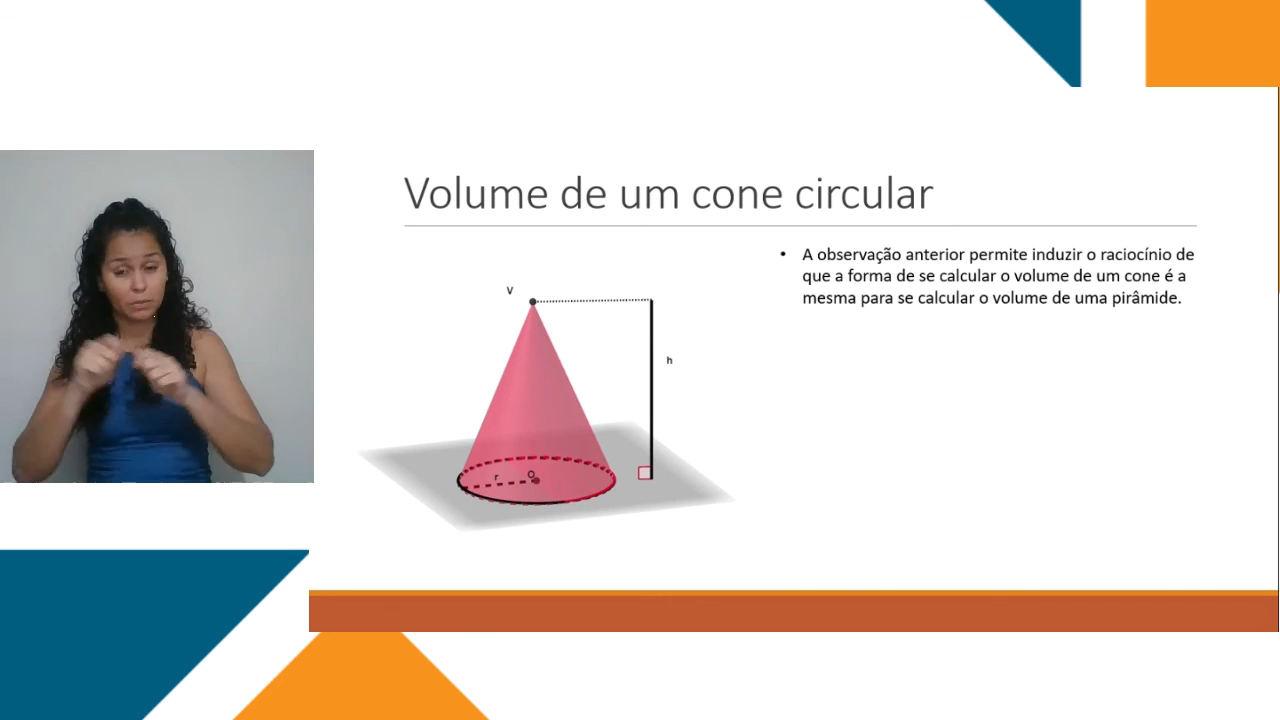 Volume de um cone circular
• A observação anterior permite induzir o raciocínio de
que a forma de se calcular o volume de um cone é a
mesma para se calcular o volume de uma pirâmide.
V
h
r
O